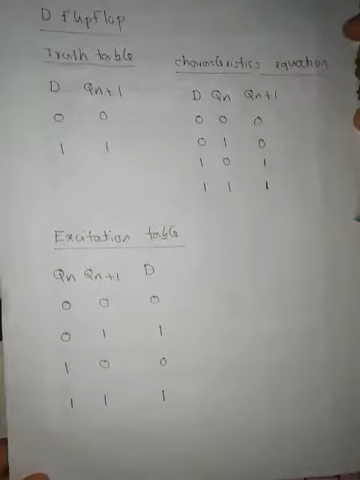 D FlipFlop
Truth table
D Qn+1
0 0
1 1
characteristics equation
D Qn Qn+1
0 0 0
0 1 0
1 0 1
1 1 1
Excitation table
Qn Qn+1 D
0 0 0
0 1 1
1 0 0
1 1 1